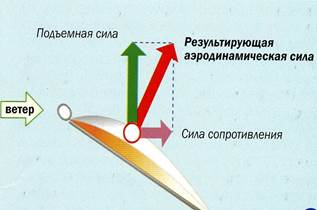 Подъемная сила
Результирующая
аэродинамическая сила
ветер
Сила сопротивления